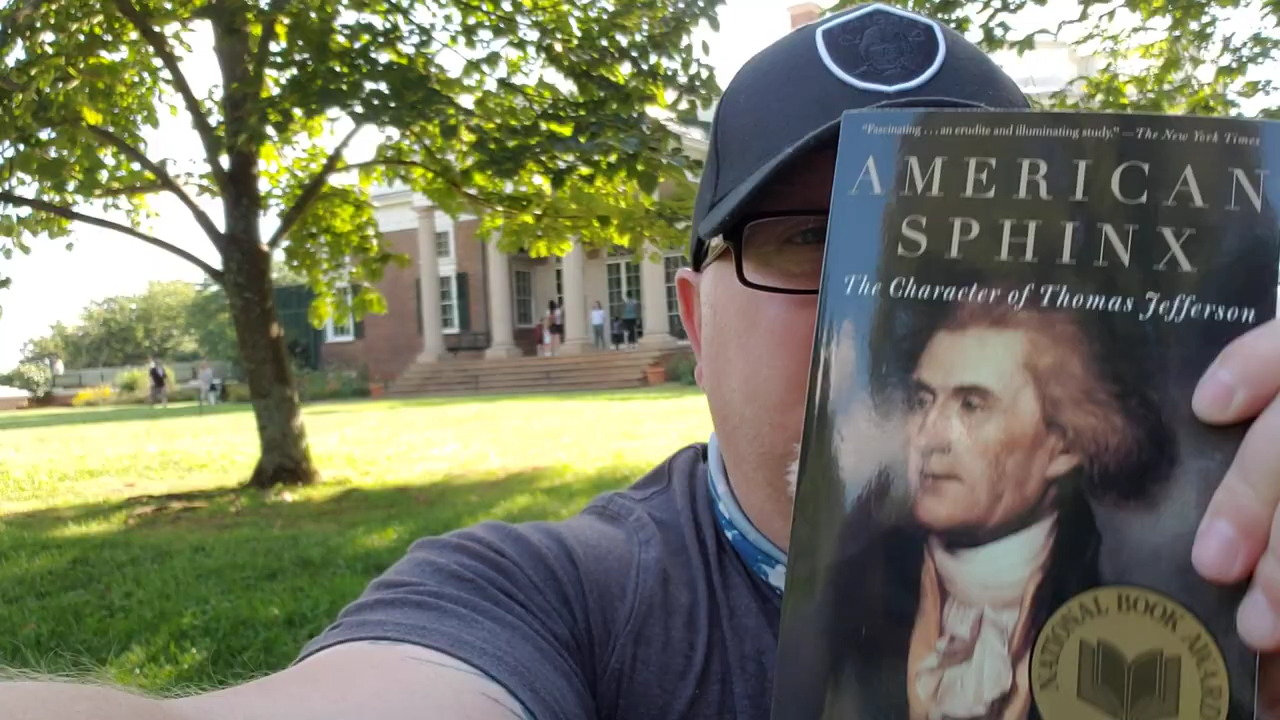 "Fascinating . . . an erudite and illuminating study." —The New York Times
AMERICAN
SPHINX
The Character of Thomas Jefferson
NATIONAL BOOK AWARD